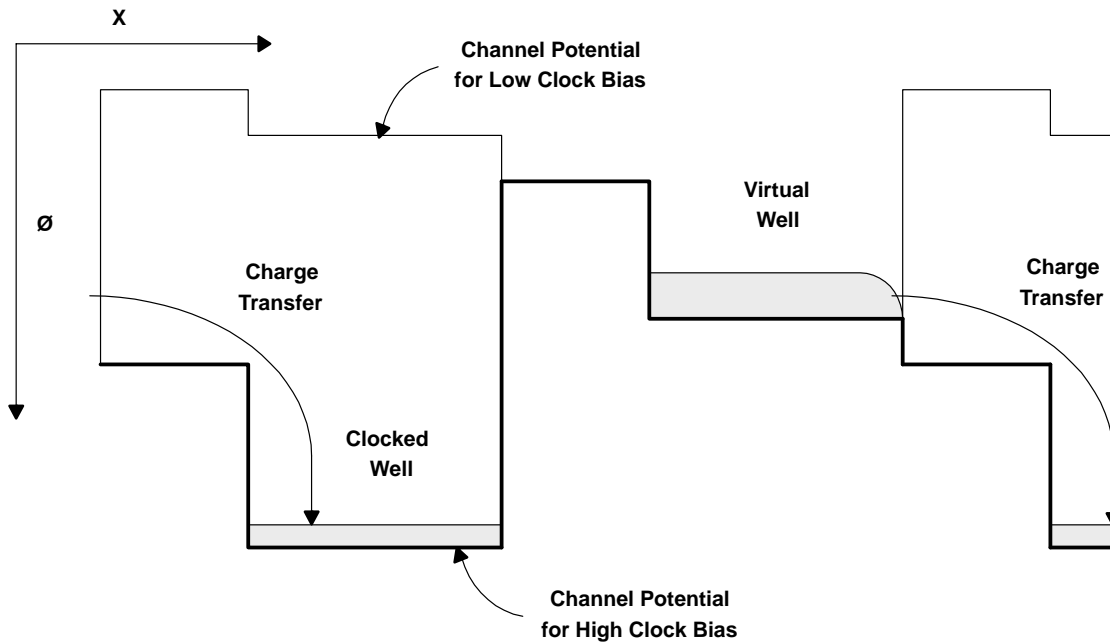 X
Channel Potential
for Low Clock Bias
Virtual
Well
Ø
Charge
Transfer
Charge
Transfer
Clocked
Well
Channel Potential
for High Clock Bias